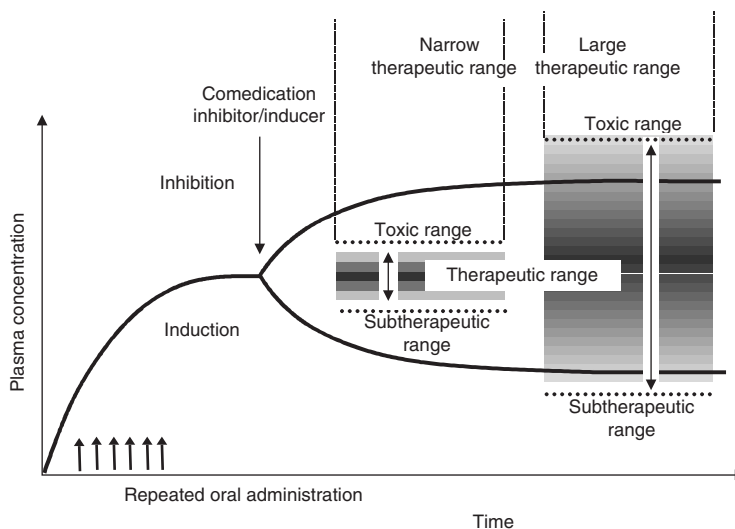 Narrow
therapeutic range
Large
therapeutic range
Comedication
inhibitor/inducer
Toxic range
Inhibition
Toxic range
Therapeutic range
Induction
Subtherapeutic
range
Subtherapeutic
range
Plasma concentration
Repeated oral administration
Time